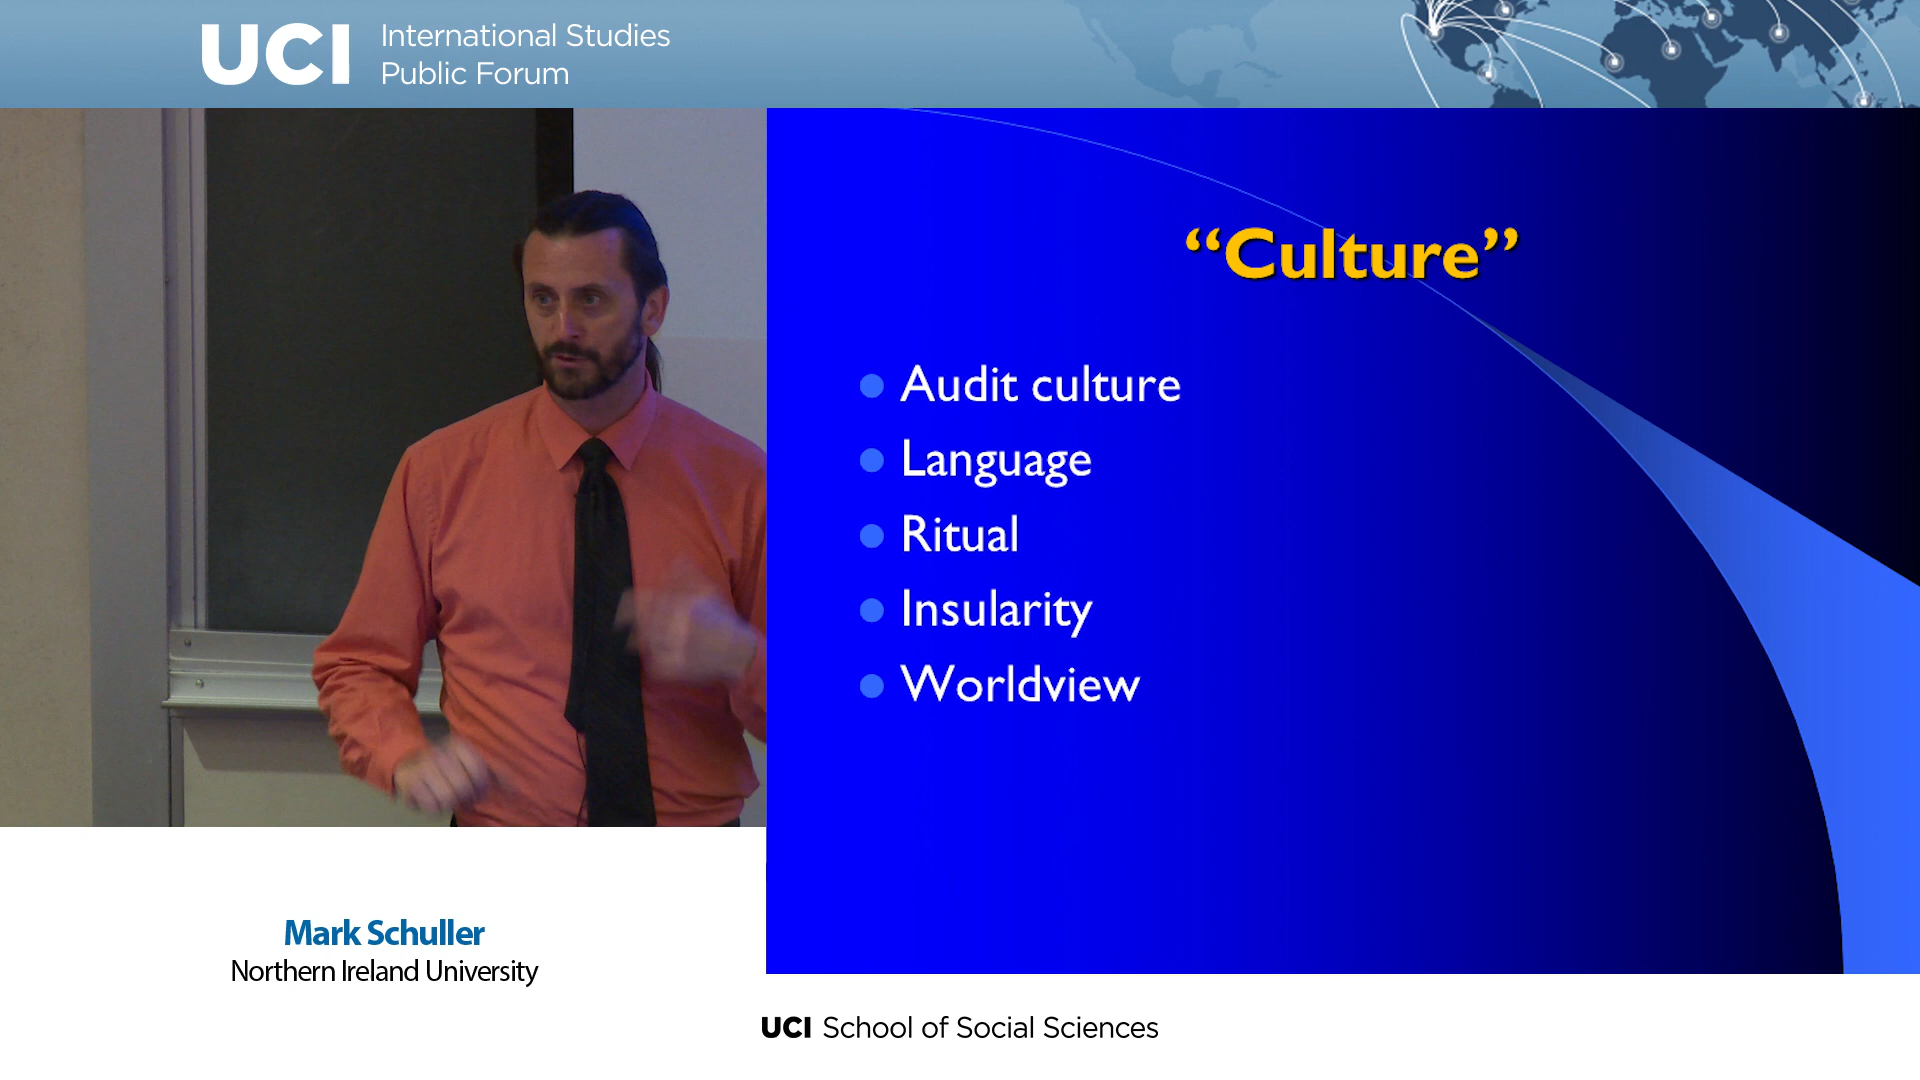 UCI
International Studies
Public Forum
“Culture”
Audit culture
Language
Ritual
Insularity
Worldview
Mark Schuller
Northern Ireland University
UCI School of Social Sciences